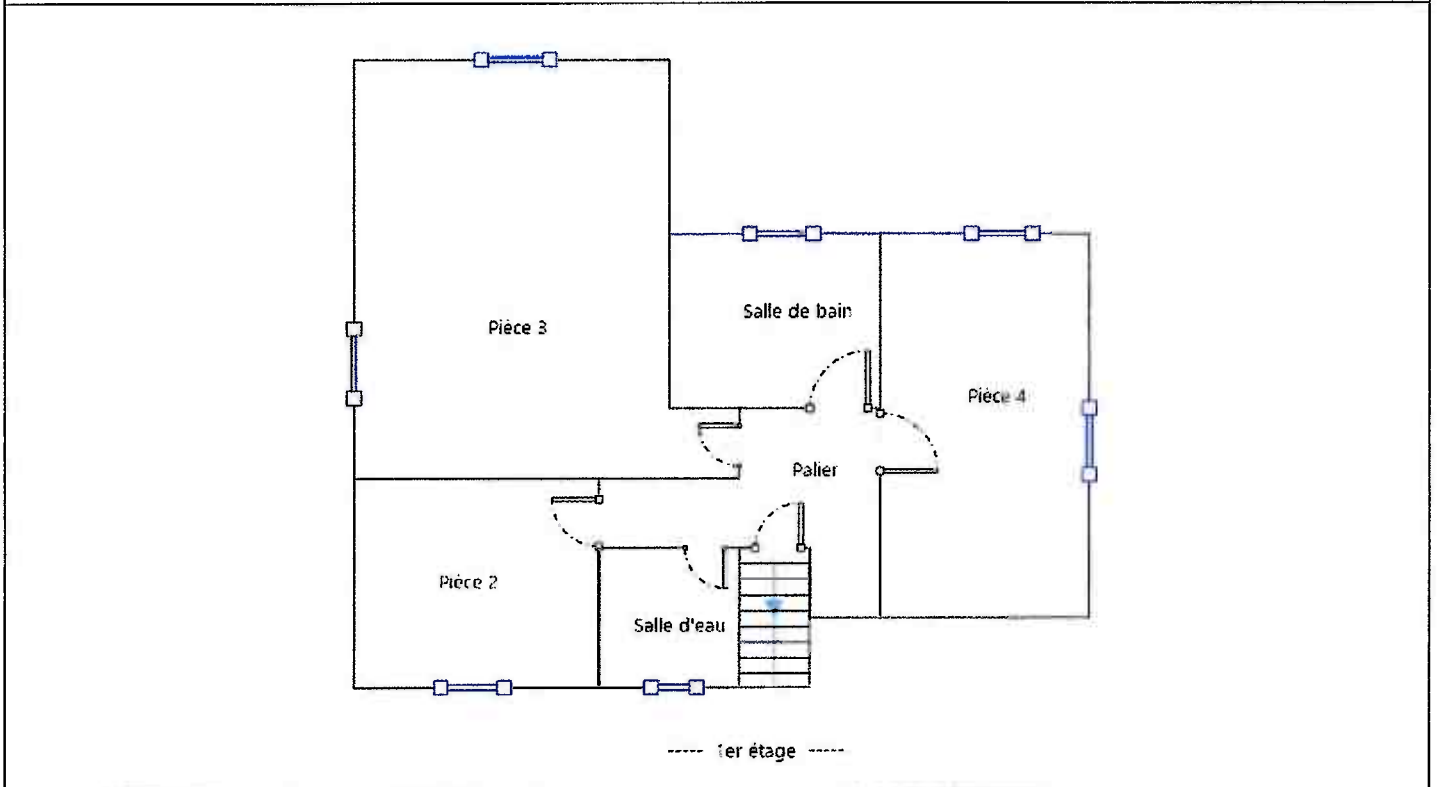 Salle de bain
Pièce 3
Pièce 4
Palier
Pièce 2
Salle d'eau
----- 1er étage -----